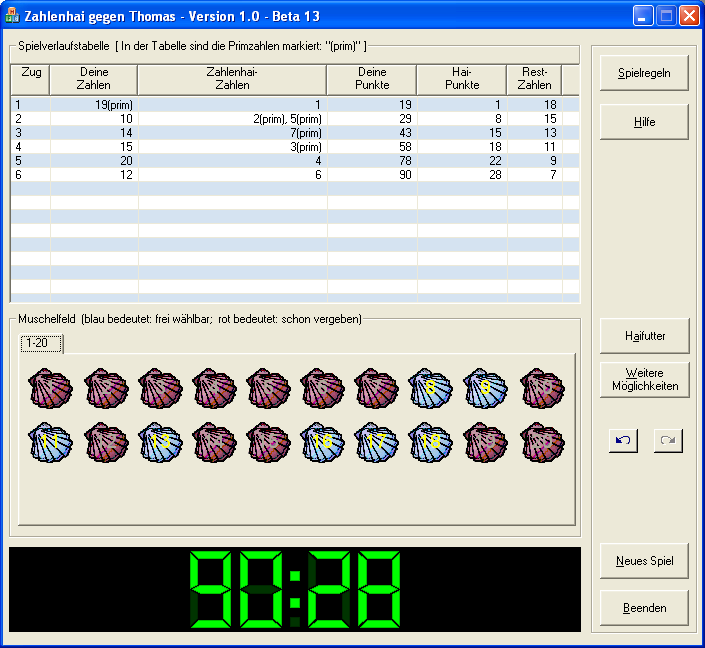 Zahlenhai gegen Thomas - Version 1.0 - Beta 13
Spielverlaufstabelle [ In der Tabelle sind die Primzahlen markiert: "(prim)" ]
Zug Deine Zahlen Zahlenhai-Zahlen Deine Punkte Hai-Punkte Rest-Zahlen
1 19(prim) 1 19 1 18
2 10 2(prim), 5(prim) 29 8 15
3 14 7(prim) 43 15 13
4 15 3(prim) 58 18 11
5 20 4 78 22 9
6 12 6 90 28 7
Spielregeln
Hilfe
Haifutter
Weitere
Möglichkeiten
Neues Spiel
Beenden
Muschelfeld (blau bedeutet: frei wählbar; rot bedeutet: schon vergeben)
1-20
8 9
11 13 16 17 18
90:28